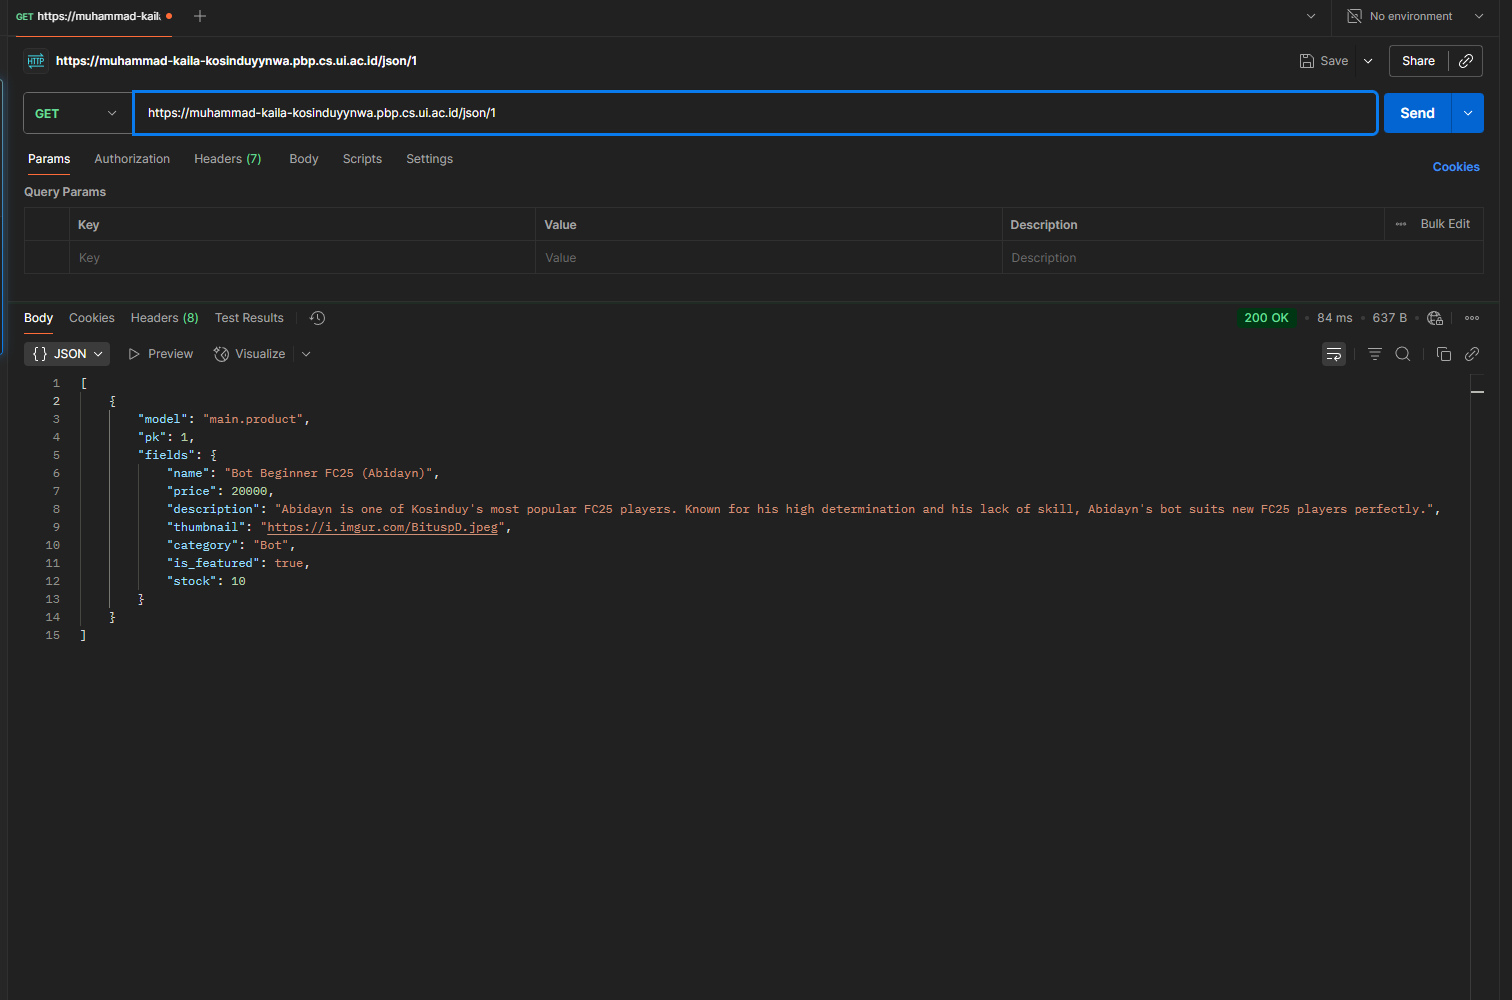 GET https://muhammad-kail
No environment
HTTP https://muhammad-kaila-kosinduyynwa.pbp.cs.ui.ac.id/json/1
Save Share
GET https://muhammad-kaila-kosinduyynwa.pbp.cs.ui.ac.id/json/1 Send
Params Authorization Headers (7) Body Scripts Settings Cookies
Query Params
Key Value Description Bulk Edit
Key Value Description
Body Cookies Headers (8) Test Results 200 OK • 84 ms • 637 B
{} JSON Preview Visualize
1 [
2 {
3 "model": "main.product",
4 "pk": 1,
5 "fields": {
6 "name": "Bot Beginner FC25 (Abidayn)",
7 "price": 20000,
8 "description": "Abidayn is one of Kosinduy's most popular FC25 players. Known for his high determination and his lack of skill, Abidayn's bot suits new FC25 players perfectly.",
9 "thumbnail": "https://i.imgur.com/BituspD.jpeg",
10 "category": "Bot",
11 "is_featured": true,
12 "stock": 10
13 }
14 }
15 ]